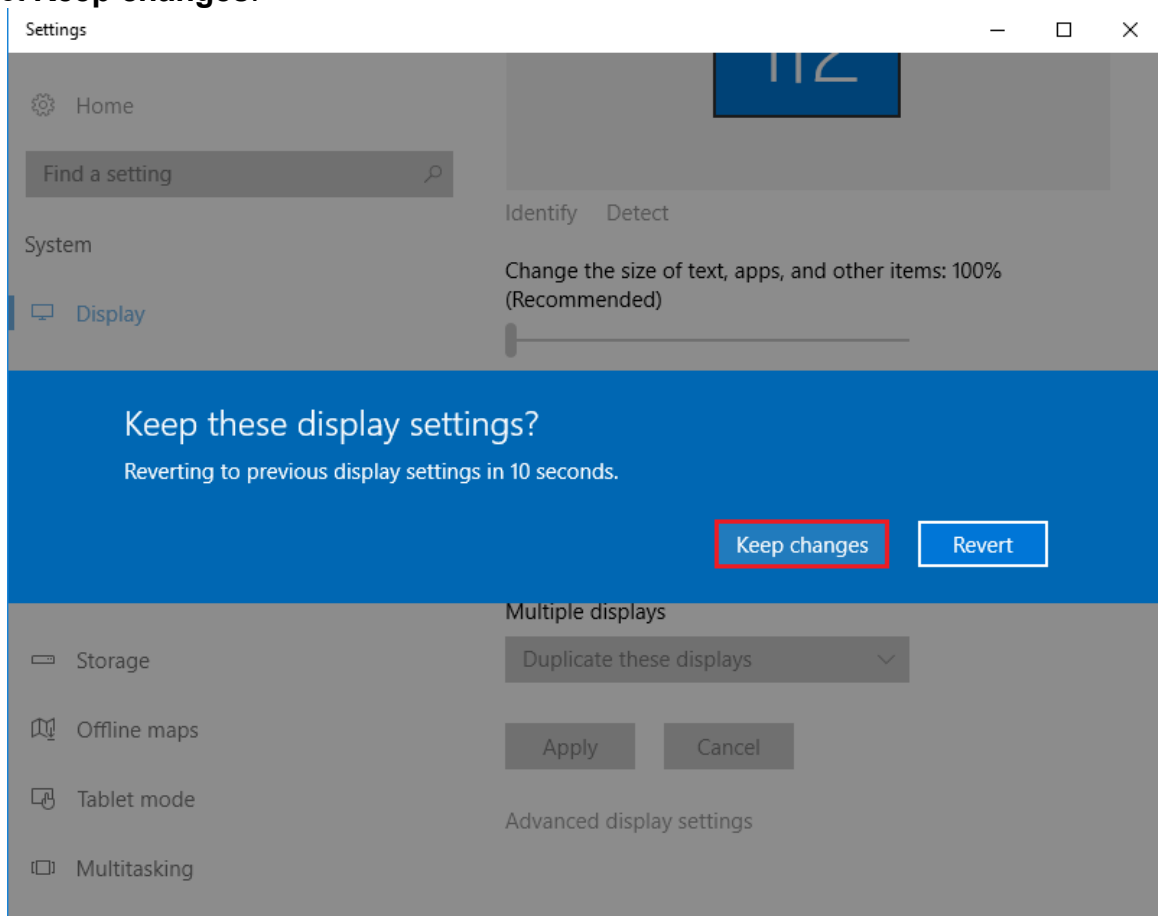 Keep changes.
Settings
Home
Find a setting
System
Display
Identify Detect
Change the size of text, apps, and other items: 100%
(Recommended)
Keep these display settings?
Reverting to previous display settings in 10 seconds.
Keep changes Revert
Multiple displays
Duplicate these displays
Apply Cancel
Advanced display settings
Storage
Offline maps
Tablet mode
Multitasking